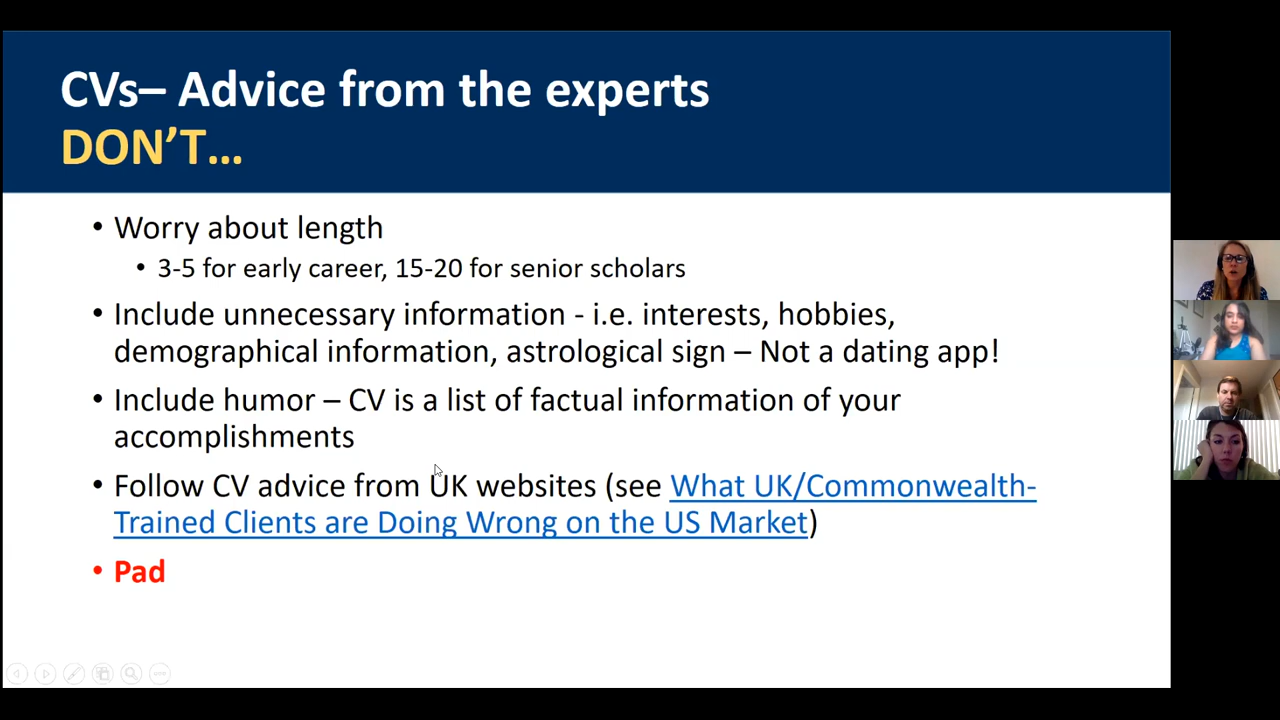 CVs– Advice from the experts
DON’T…
• Worry about length
• 3-5 for early career, 15-20 for senior scholars
• Include unnecessary information - i.e. interests, hobbies,
demographical information, astrological sign – Not a dating app!
• Include humor – CV is a list of factual information of your
accomplishments
• Follow CV advice from UK websites (see What UK/Commonwealth-
Trained Clients are Doing Wrong on the US Market)
• Pad